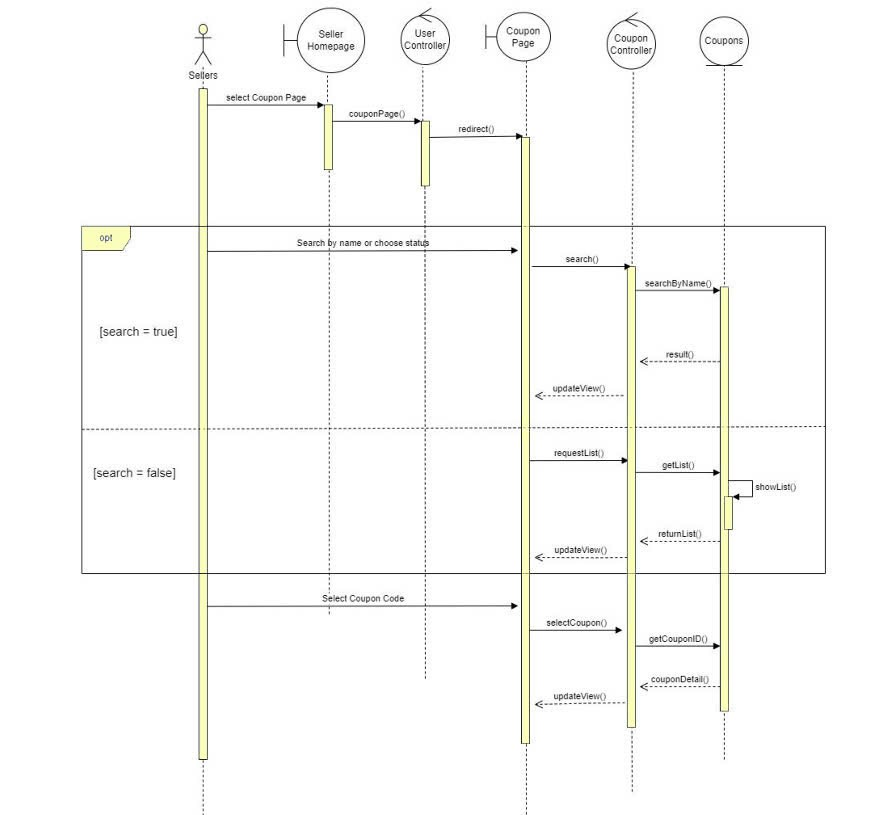 Seller
Homepage
User
Controller
Coupon
Page
Coupon
Controller
Coupons
Sellers
select Coupon Page
couponPage()
redirect()
opt
Search by name or choose status
search()
searchByName()
[search = true]
result()
updateView()
requestList()
getList()
[search = false]
showList()
returnList()
updateView()
Select Coupon Code
selectCoupon()
getCouponID()
couponDetail()
updateView()